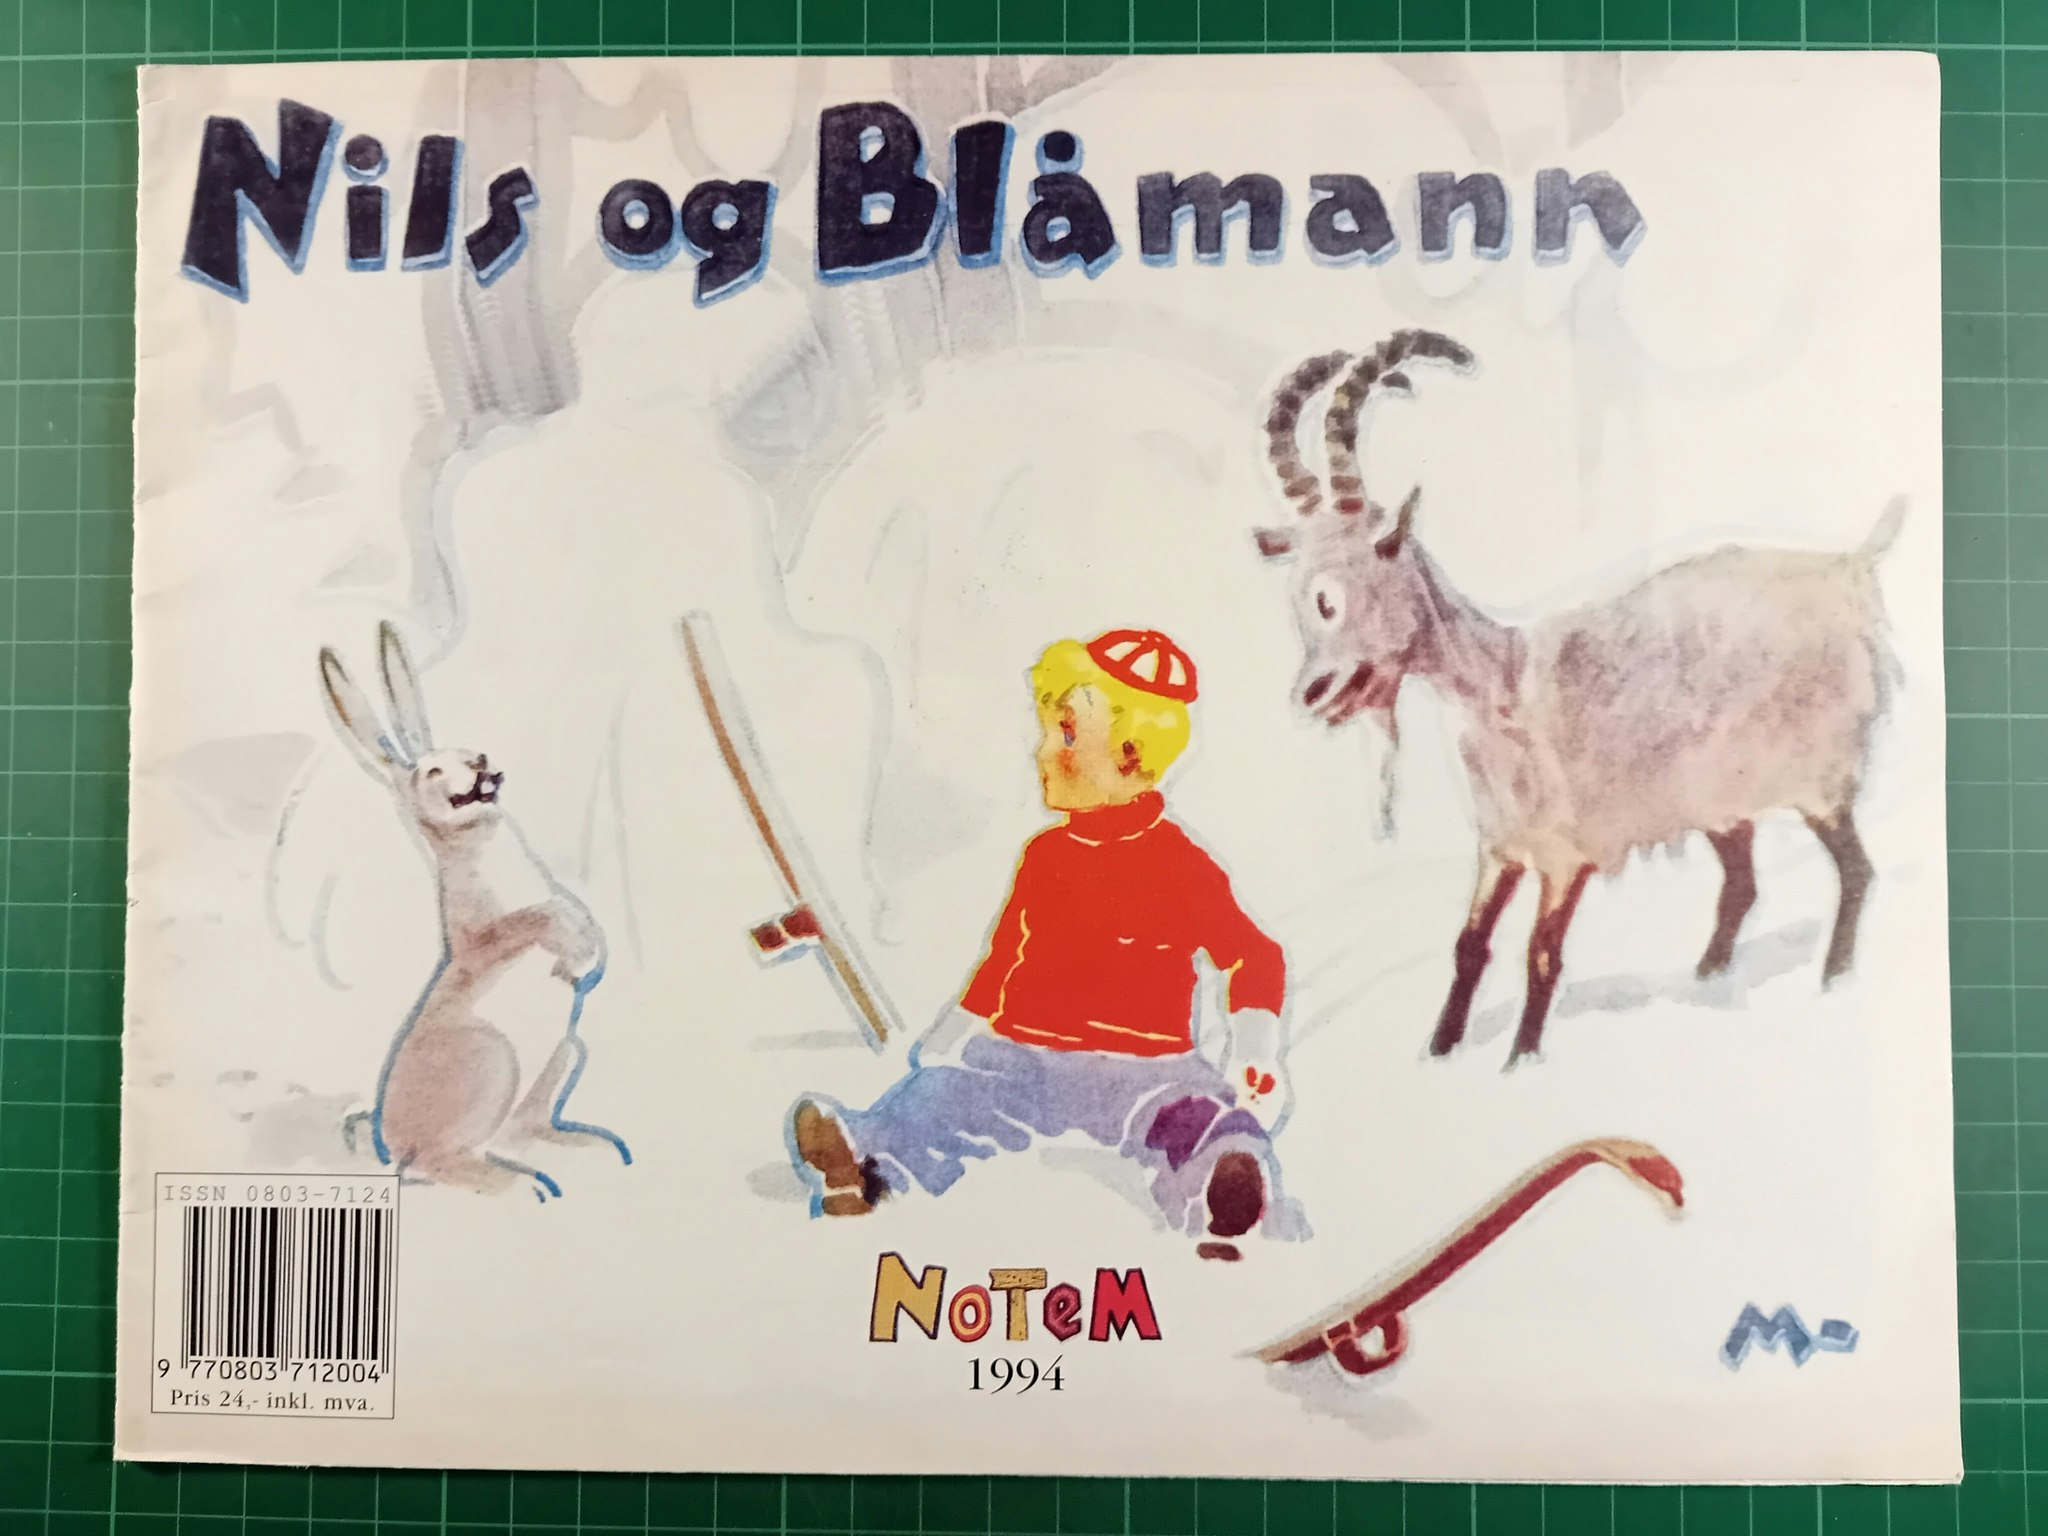 Nils og Blåmann
ISSN 0803-7124
9 770803 712004
Pris 24,- inkl. mva.
NOTEM
1994
M-